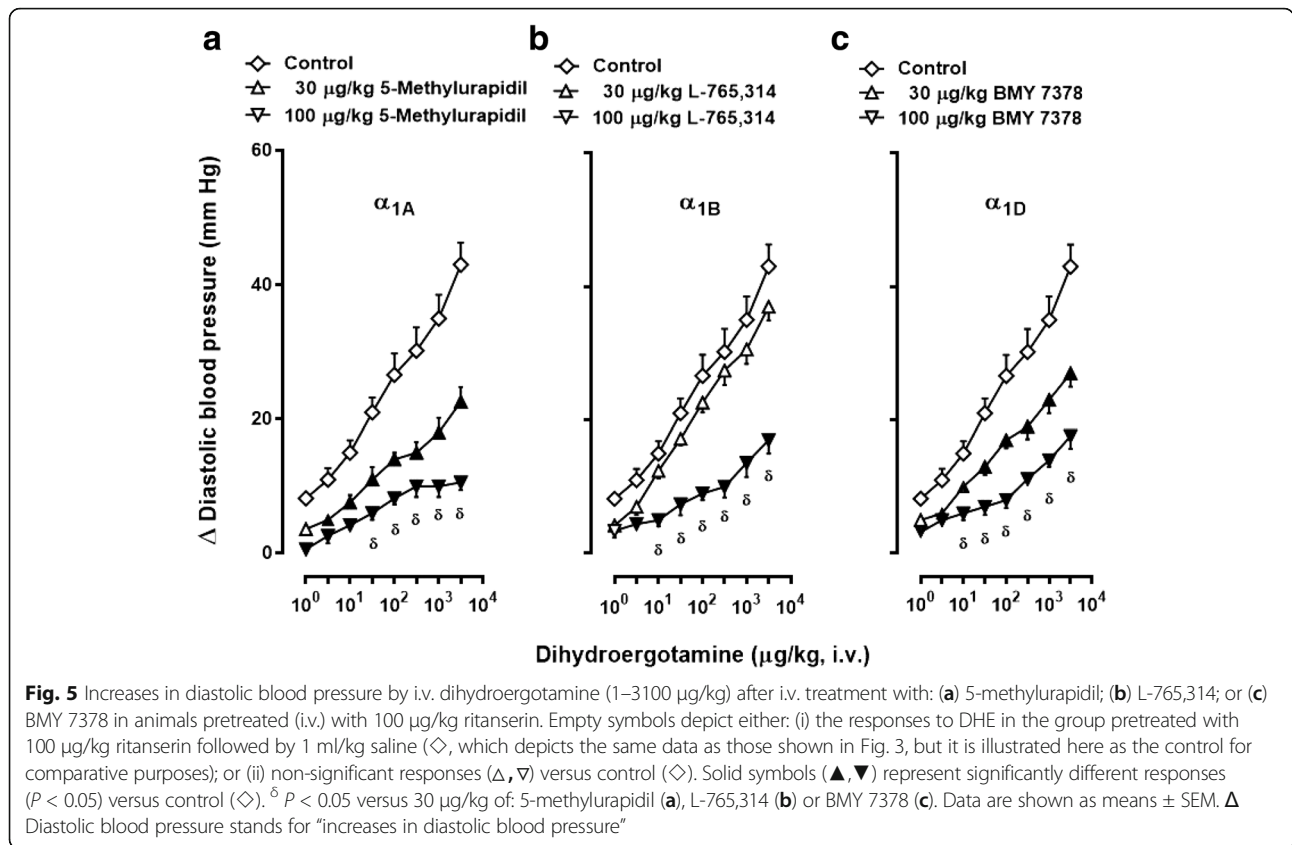 a
◇ Control
△ 30 µg/kg 5-Methylurapidil
▽ 100 µg/kg 5-Methylurapidil
b
◇ Control
△ 30 µg/kg L-765,314
▽ 100 µg/kg L-765,314
c
◇ Control
△ 30 µg/kg BMY 7378
▼ 100 µg/kg BMY 7378
Δ Diastolic blood pressure (mm Hg)
60
40
20
0
α1A
δ δ δ δ δ
10⁰ 10¹ 10² 10³ 10⁴
α1B
δ δ δ δ δ δ
10⁰ 10¹ 10² 10³ 10⁴
α1D
δ δ δ δ δ δ
10⁰ 10¹ 10² 10³ 10⁴
Dihydroergotamine (µg/kg, i.v.)
Fig. 5 Increases in diastolic blood pressure by i.v. dihydroergotamine (1–3100 µg/kg) after i.v. treatment with: (a) 5-methylurapidil; (b) L-765,314; or (c)
BMY 7378 in animals pretreated (i.v.) with 100 µg/kg ritanserin. Empty symbols depict either: (i) the responses to DHE in the group pretreated with
100 µg/kg ritanserin followed by 1 ml/kg saline (◇, which depicts the same data as those shown in Fig. 3, but it is illustrated here as the control for
comparative purposes); or (ii) non-significant responses (△,▽) versus control (◇). Solid symbols (▲,▼) represent significantly different responses
(P < 0.05) versus control (◇). δ P < 0.05 versus 30 µg/kg of: 5-methylurapidil (a), L-765,314 (b) or BMY 7378 (c). Data are shown as means ± SEM. Δ
Diastolic blood pressure stands for "increases in diastolic blood pressure"